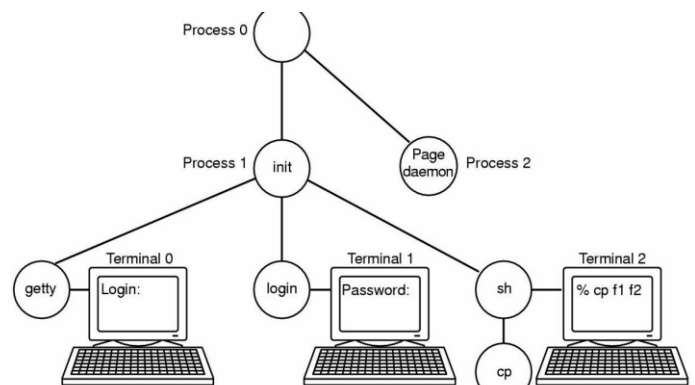 Process 0
Process 1
init
Page
daemon
Process 2
Terminal 0
Terminal 1
Terminal 2
getty
Login:
login
Password:
sh
% cp f1 f2
cp